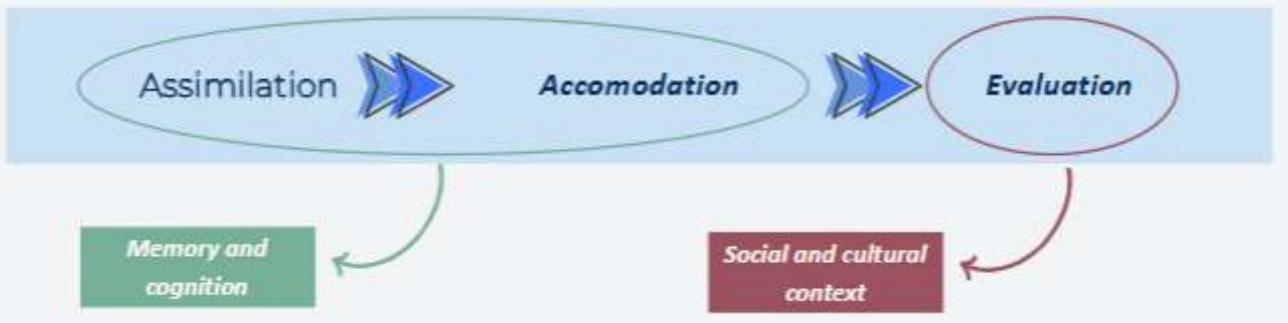 Assimilation
Accomodation
Evaluation
Memory and
cognition
Social and cultural
context